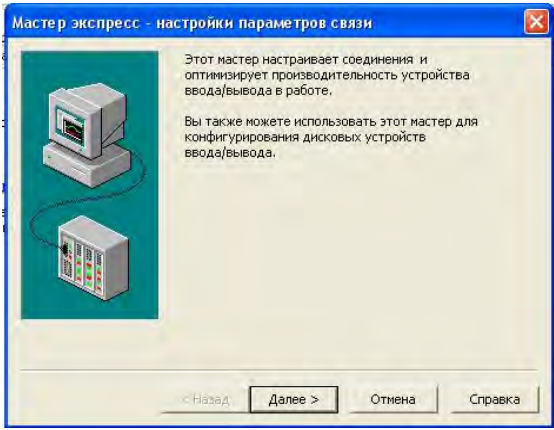 Мастер экспресс - настройки параметров связи
Этот мастер настраивает соединения и
оптимизирует производительность устройства
ввода/вывода в работе.
Вы также можете использовать этот мастер для
конфигурирования дисковых устройств
ввода/вывода.
< Назад
Далее >
Отмена
Справка